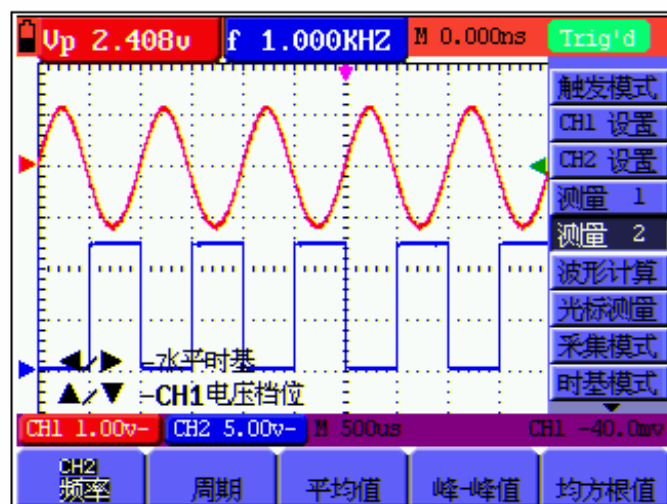 Vp 2.408v f 1.000KHZ M 0.000ns Trig'd
触发模式
CH1 设置
CH2 设置
测量 1
测量 2
波形计算
光标测量
采集模式
时基模式
◀/▶ -水平时基
▲/▼ -CH1电压档位
CH1 1.00v~ CH2 5.00v~ M 500us CH1 -40.0mv
CH2
频率 周期 平均值 峰-峰值 均方根值